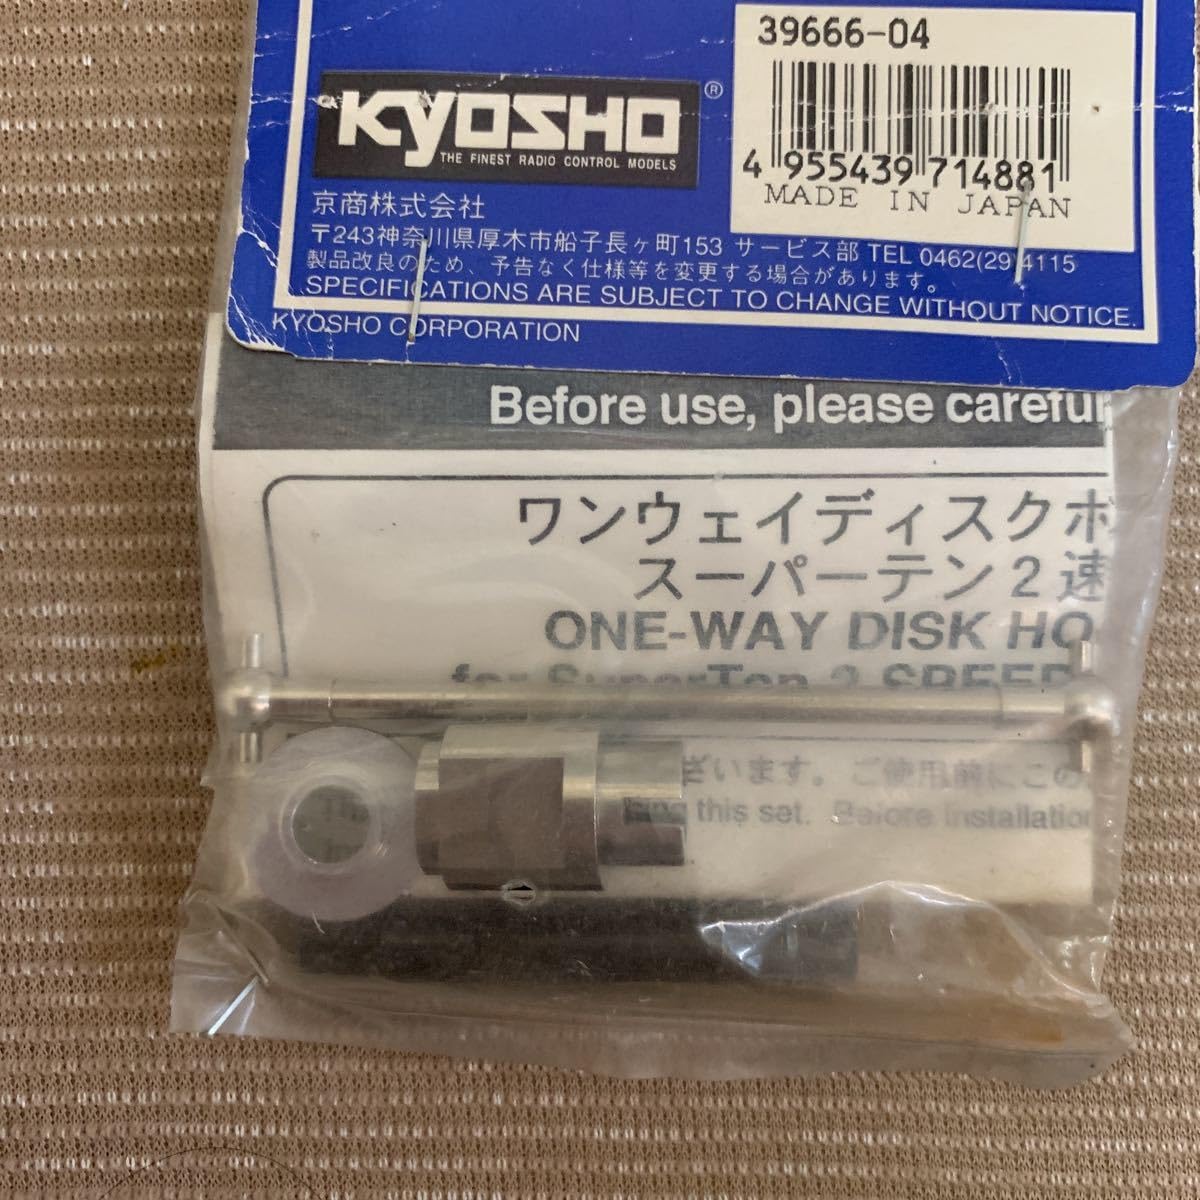 39666-04
KYOSHO ®
THE FINEST RADIO CONTROL MODELS
4 955439 714881
MADE IN JAPAN
京商株式会社
〒243神奈川県厚木市船子長ヶ町153 サービス部 TEL 0462(29)4115
製品改良のため、予告なく仕様等を変更する場合があります。
SPECIFICATIONS ARE SUBJECT TO CHANGE WITHOUT NOTICE.
KYOSHO CORPORATION
Before use, please careful
ワンウェイディスクホ
スーパーテン2速
ONE-WAY DISK HO
for SuperTen 2 SPEED
ざいます。ご使用前にこの
this set. Before installation